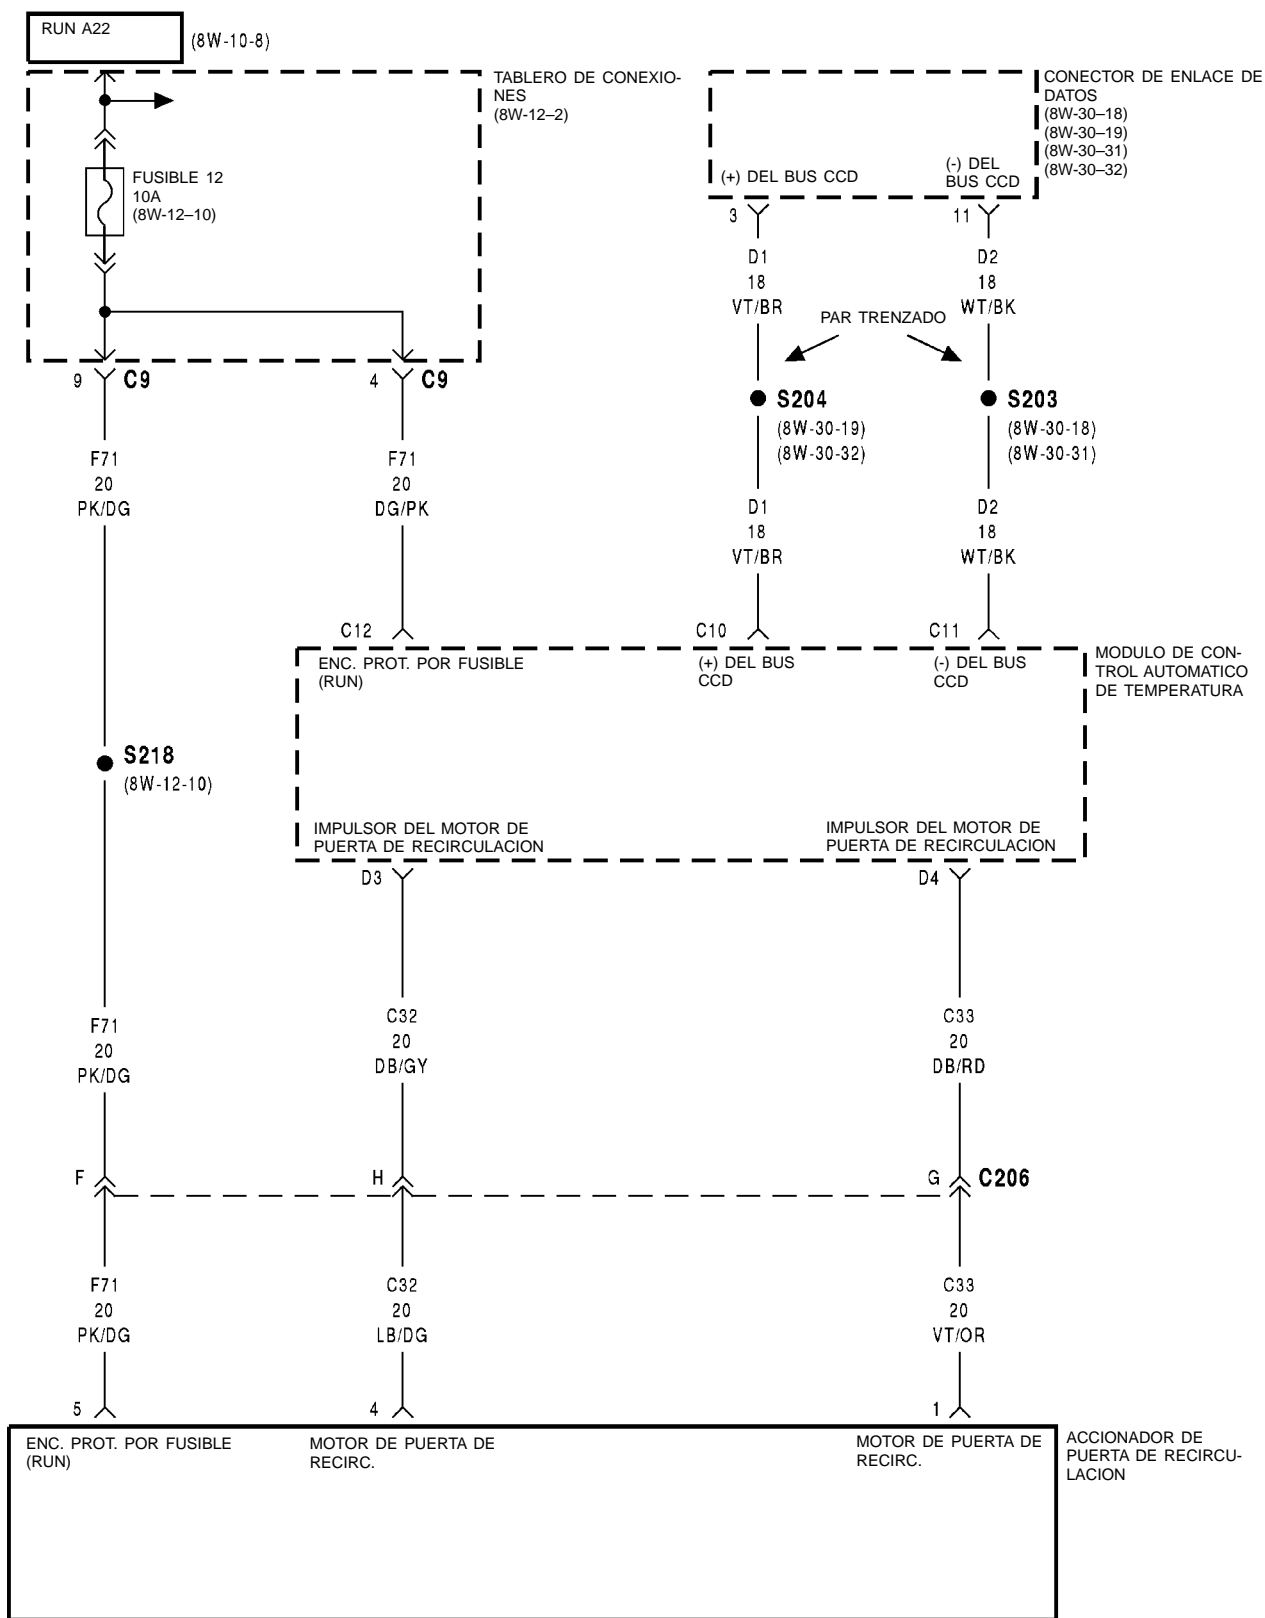 RUN A22
(8W-10-8)
TABLERO DE CONEXIO-
NES
(8W-12–2)
CONECTOR DE ENLACE DE
DATOS
(8W-30–18)
(8W-30–19)
(8W-30–31)
(8W-30–32)
FUSIBLE 12
10A
(8W-12–10)
(+) DEL BUS CCD
(-) DEL
BUS CCD
3
11
D1
18
VT/BR
D2
18
WT/BK
PAR TRENZADO
9
C9
4
C9
S204
(8W-30-19)
(8W-30-32)
S203
(8W-30-18)
(8W-30-31)
F71
20
PK/DG
F71
20
DG/PK
D1
18
VT/BR
D2
18
WT/BK
C12
C10
C11
ENC. PROT. POR FUSIBLE
(RUN)
(+) DEL BUS
CCD
(-) DEL BUS
CCD
MODULO DE CON-
TROL AUTOMATICO
DE TEMPERATURA
S218
(8W-12-10)
IMPULSOR DEL MOTOR DE
PUERTA DE RECIRCULACION
IMPULSOR DEL MOTOR DE
PUERTA DE RECIRCULACION
D3
D4
F71
20
PK/DG
C32
20
DB/GY
C33
20
DB/RD
F
H
G
C206
F71
20
PK/DG
C32
20
LB/DG
C33
20
VT/OR
5
4
1
ENC. PROT. POR FUSIBLE
(RUN)
MOTOR DE PUERTA DE
RECIRC.
MOTOR DE PUERTA DE
RECIRC.
ACCIONADOR DE
PUERTA DE RECIRCU-
LACION